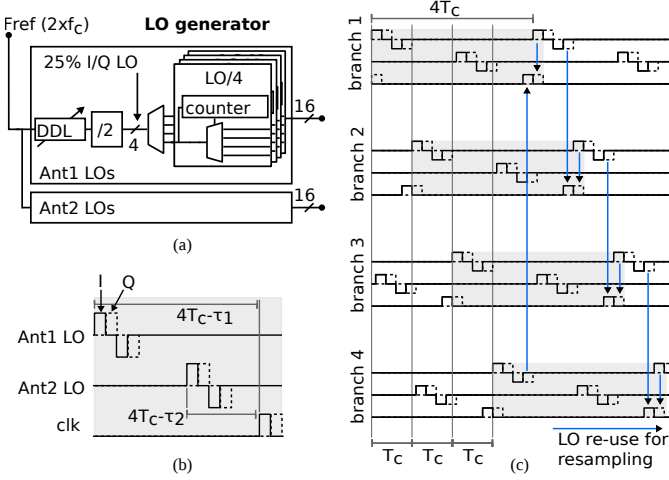 Fref (2xfc)
LO generator
25% I/Q LO
LO/4
counter
DDL
/2
4
16
Ant1 LOs
Ant2 LOs
16
(a)
I
Q
4Tc-τ1
Ant1 LO
Ant2 LO
4Tc-τ2
clk
(b)
4Tc
branch 1
branch 2
branch 3
branch 4
Tc
Tc
Tc
LO re-use for
resampling
(c)